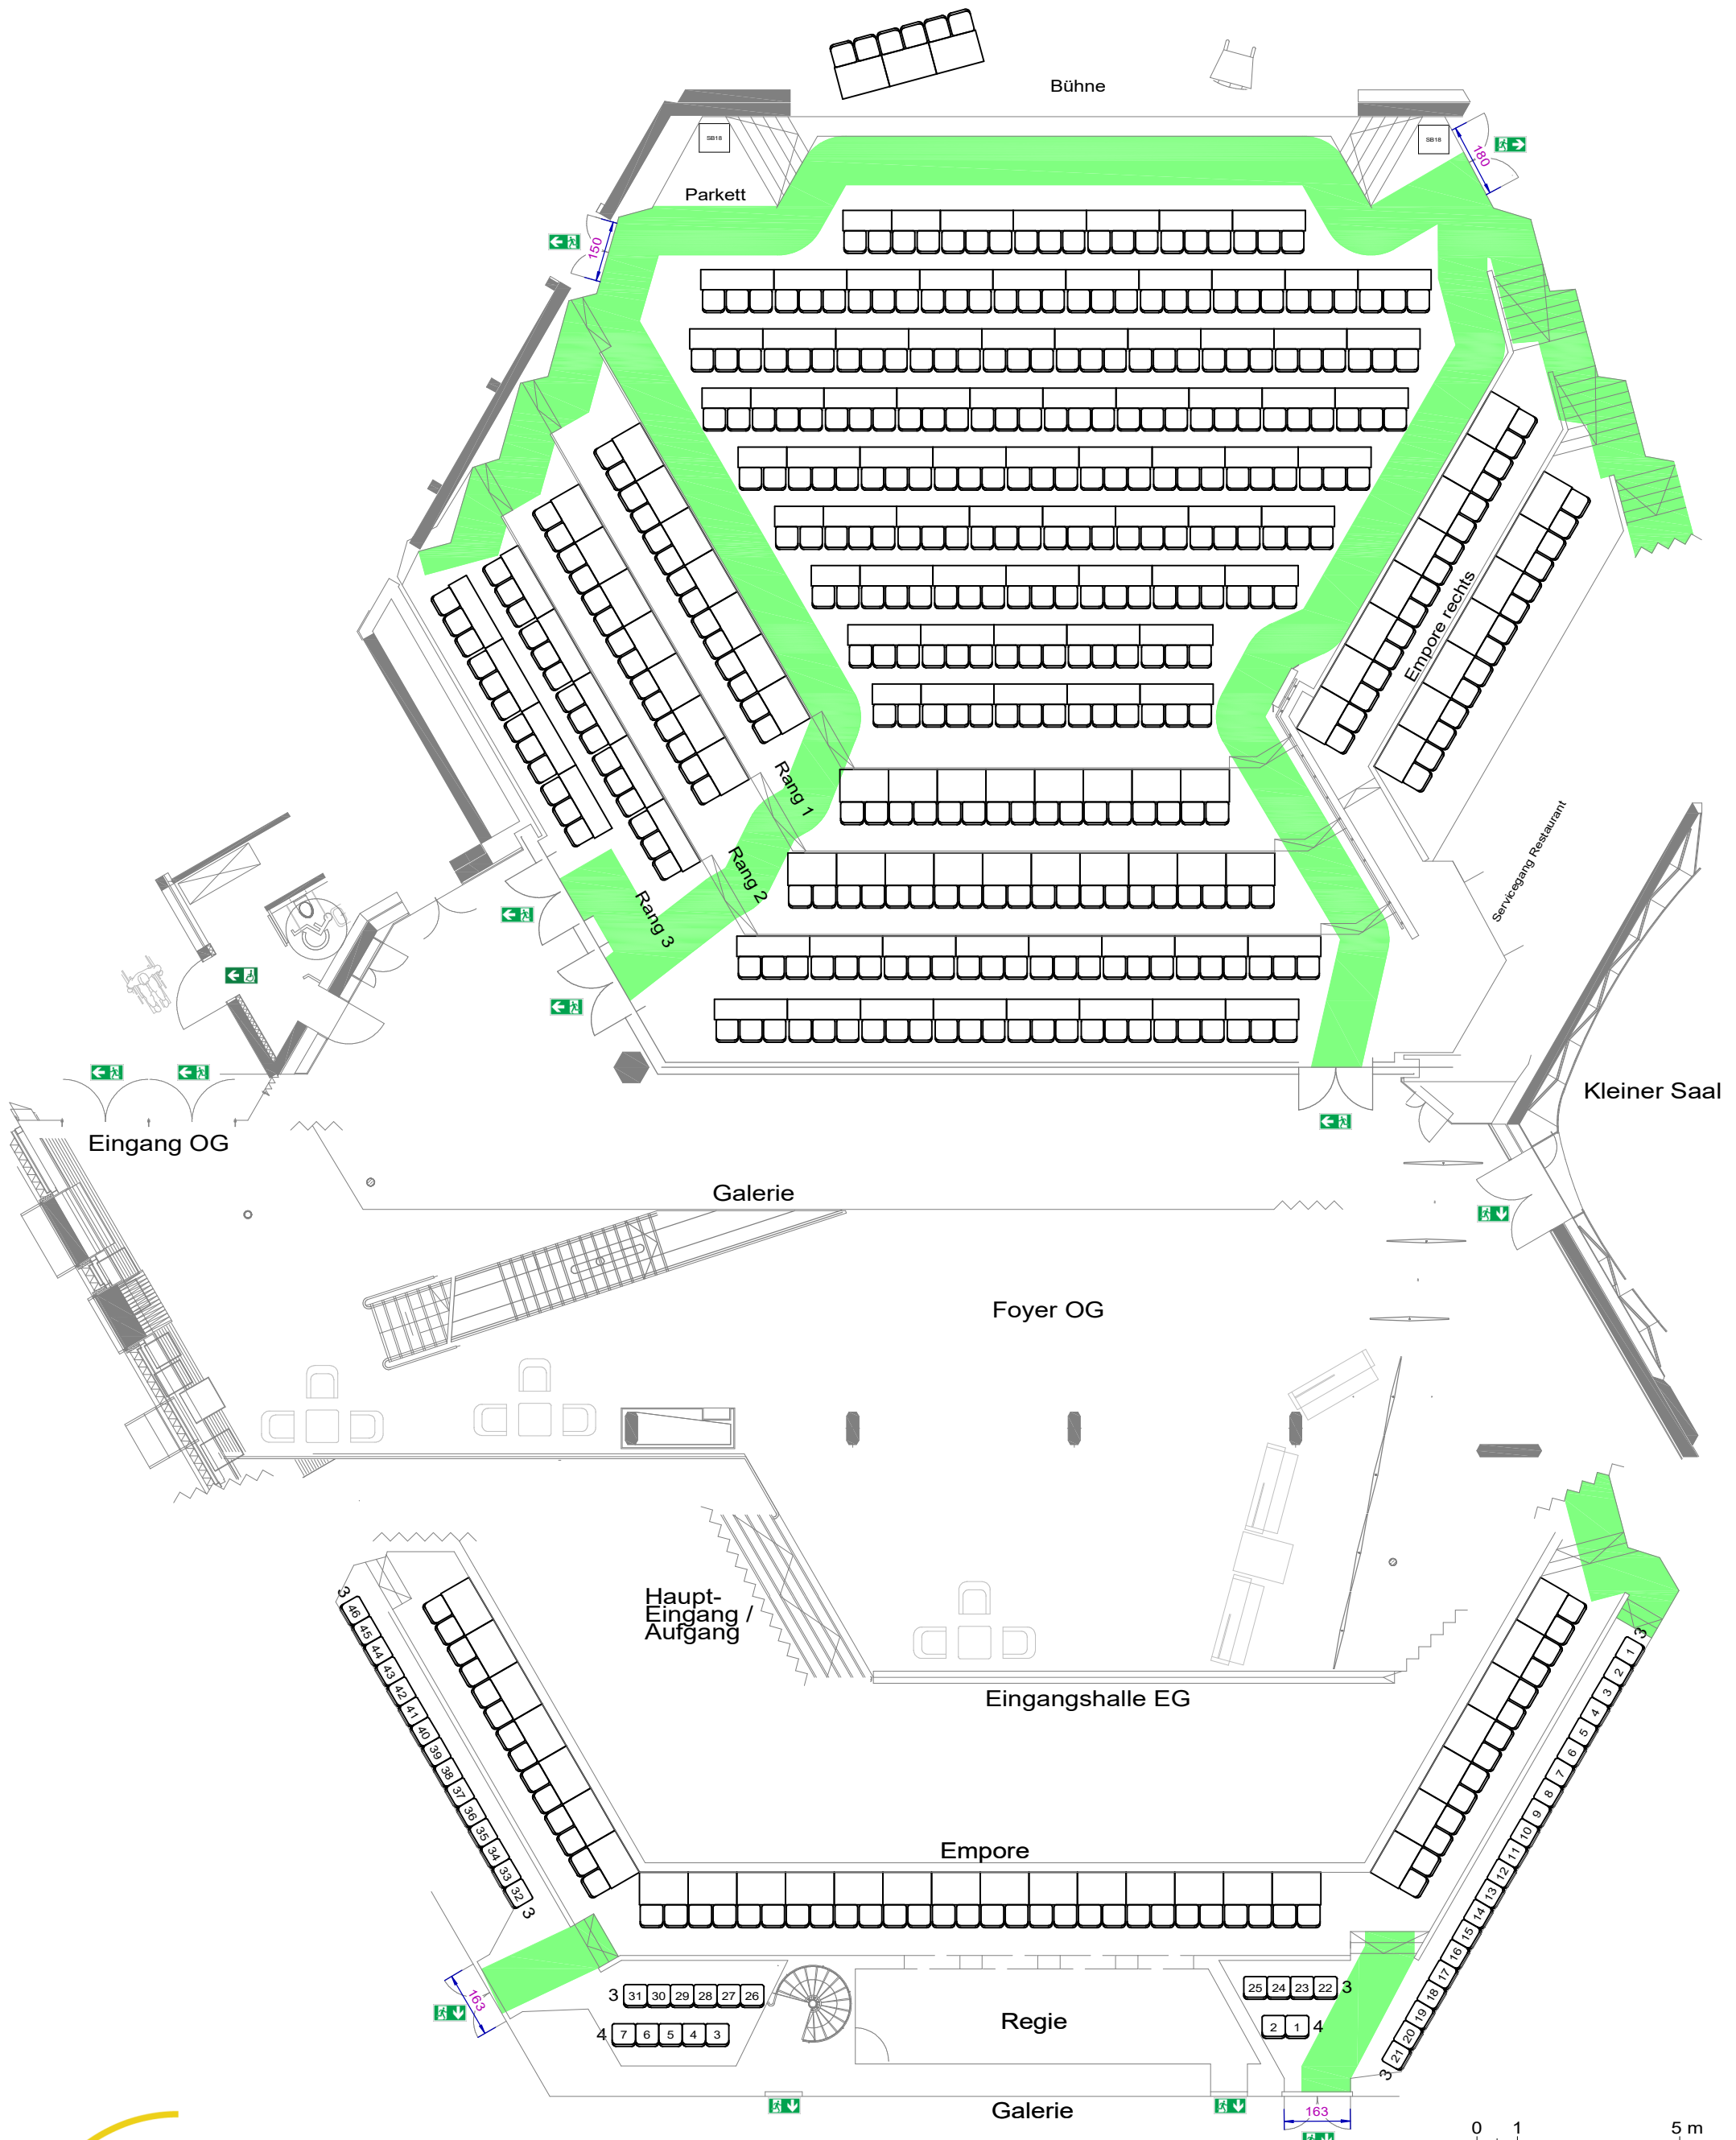 Bühne
SB18
SB18
180
Parkett
150
Empore rechts
Rang 1
Rang 2
Rang 3
Servicegang Restaurant
Kleiner Saal
Eingang OG
Galerie
Foyer OG
Haupt-
Eingang /
Aufgang
Eingangshalle EG
3
46
45
44
43
42
41
40
39
38
37
36
35
34
33
32
3
3
1
2
3
4
5
6
7
8
9
10
11
12
13
14
15
16
17
18
19
20
21
3
Empore
163
3 31 30 29 28 27 26
4 7 6 5 4 3
Regie
25 24 23 22 3
2 1 4
Galerie
163
0 1 5 m